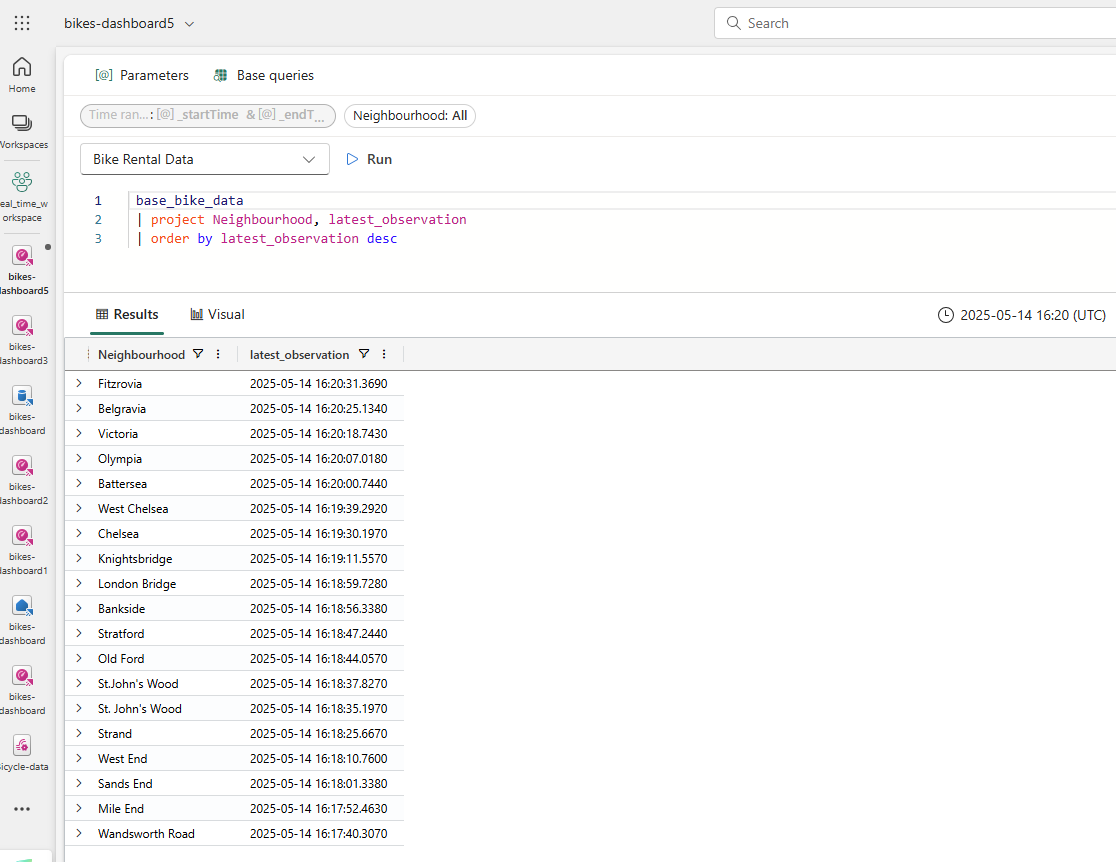 bikes-dashboard5
Search
Home
Workspaces
eal_time_w
orkspace
bikes-
dashboard5
bikes-
dashboard3
bikes-
dashboard
bikes-
dashboard2
bikes-
dashboard1
bikes-
dashboard
bikes-
dashboard
Bicycle-data
[@] Parameters Base queries
Time ran...: [@] _startTime & [@] _endT...
Neighbourhood: All
Bike Rental Data Run
1 base_bike_data
2 | project Neighbourhood, latest_observation
3 | order by latest_observation desc
Results Visual 2025-05-14 16:20 (UTC)
Neighbourhood latest_observation
Fitzrovia 2025-05-14 16:20:31.3690
Belgravia 2025-05-14 16:20:25.1340
Victoria 2025-05-14 16:20:18.7430
Olympia 2025-05-14 16:20:07.0180
Battersea 2025-05-14 16:20:00.7440
West Chelsea 2025-05-14 16:19:39.2920
Chelsea 2025-05-14 16:19:30.1970
Knightsbridge 2025-05-14 16:19:11.5570
London Bridge 2025-05-14 16:18:59.7280
Bankside 2025-05-14 16:18:56.3380
Stratford 2025-05-14 16:18:47.2440
Old Ford 2025-05-14 16:18:44.0570
St.John's Wood 2025-05-14 16:18:37.8270
St. John's Wood 2025-05-14 16:18:35.1970
Strand 2025-05-14 16:18:25.6670
West End 2025-05-14 16:18:10.7600
Sands End 2025-05-14 16:18:01.3380
Mile End 2025-05-14 16:17:52.4630
Wandsworth Road 2025-05-14 16:17:40.3070